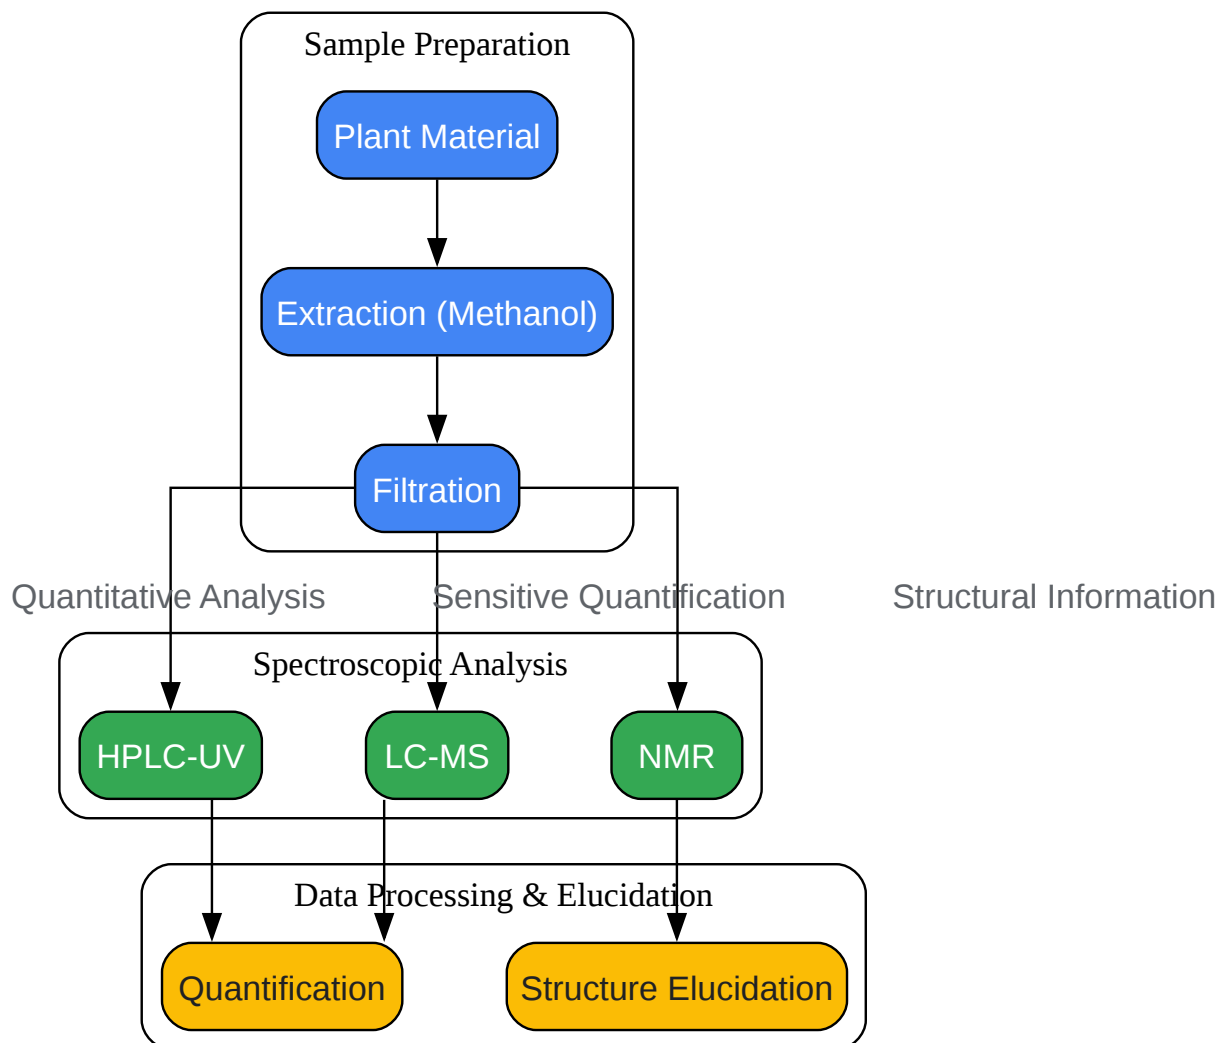 Sample Preparation
Plant Material
Extraction (Methanol)
Filtration
Quantitative Analysis
Sensitive Quantification
Structural Information
Spectroscopic Analysis
HPLC-UV
LC-MS
NMR
Data Processing & Elucidation
Quantification
Structure Elucidation